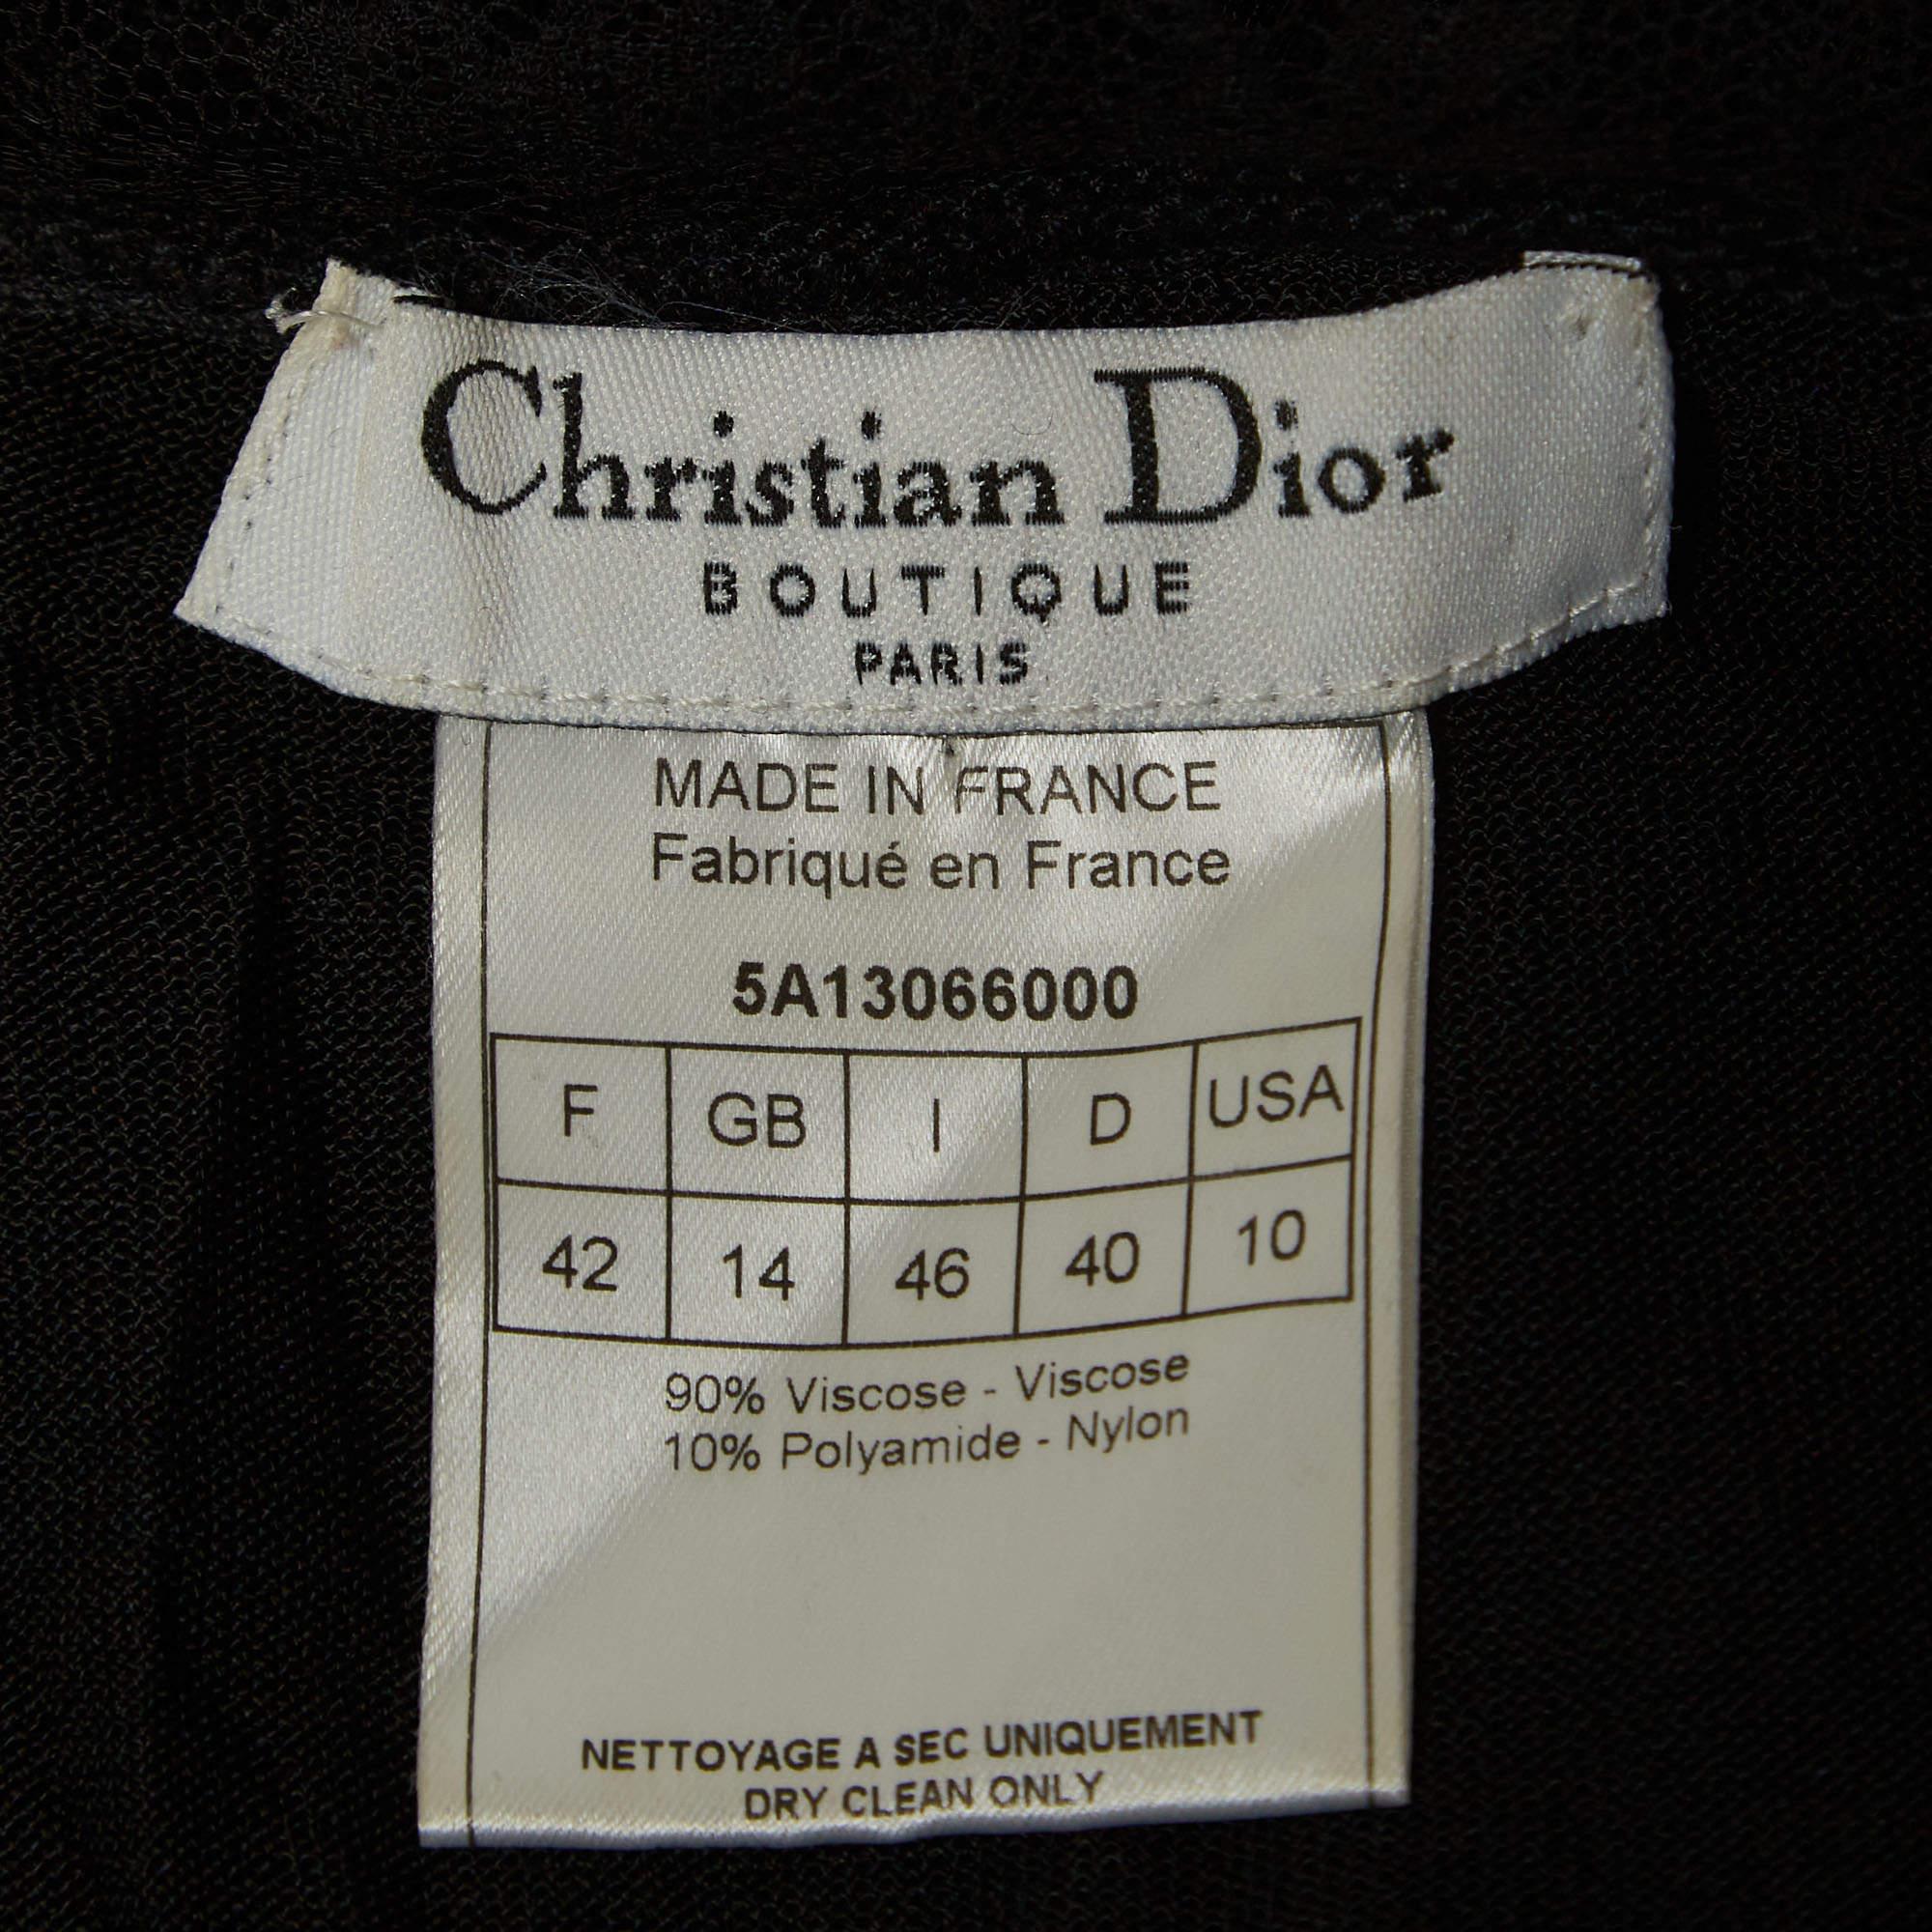 Christian Dior
BOUTIQUE
PARIS
MADE IN FRANCE
Fabriqué en France
5A13066000
F GB I D USA
42 14 46 40 10
90% Viscose - Viscose
10% Polyamide - Nylon
NETTOYAGE A SEC UNIQUEMENT
DRY CLEAN ONLY